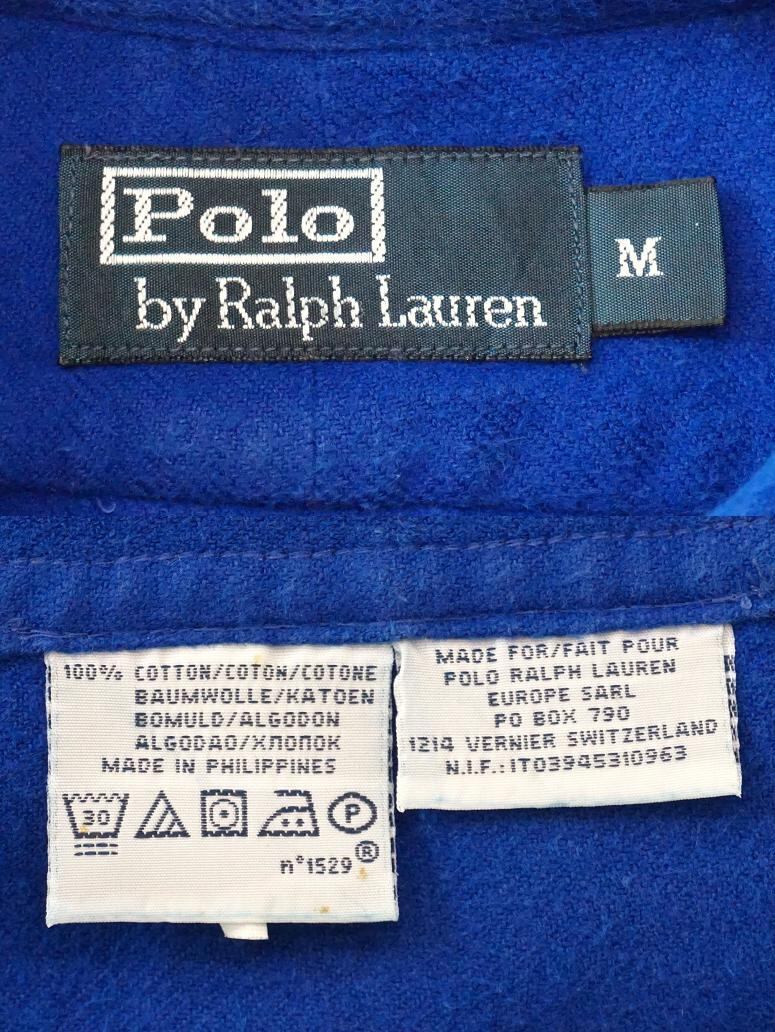 Polo
by Ralph Lauren
M
100% COTTON/COTON/COTONE
BAUMWOLLE/KATOEN
BOMULD/ALGODON
ALGODAO/ХЛОПОК
MADE IN PHILIPPINES
30
P
n°1529®
MADE FOR/FAIT POUR
POLO RALPH LAUREN
EUROPE SARL
PO BOX 790
1214 VERNIER SWITZERLAND
N.I.F.:IT03945310963